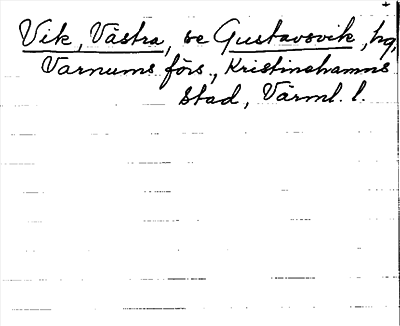 Vik, Västra, se Gustavsvik, hg,
Varnums förs., Kristinehamns
stad, Värml. l.